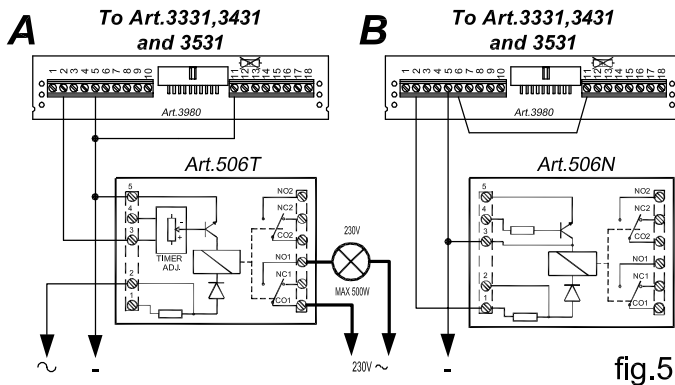 A To Art.3331,3431
and 3531
1 2 3 4 5 6 7 8 9 10 11 12 13 14 15 16 17 18
Art.3980
Art.506T
5
4
3
2
1
TIMER
ADJ.
- +
NO2
NC2
CO2
NO1
NC1
CO1
230V
MAX 500W
~ -
230V ~
B To Art.3331,3431
and 3531
1 2 3 4 5 6 7 8 9 10 11 12 13 14 15 16 17 18
Art.3980
Art.506N
5
4
3
2
1
NO2
NC2
CO2
NO1
NC1
CO1
-
fig.5